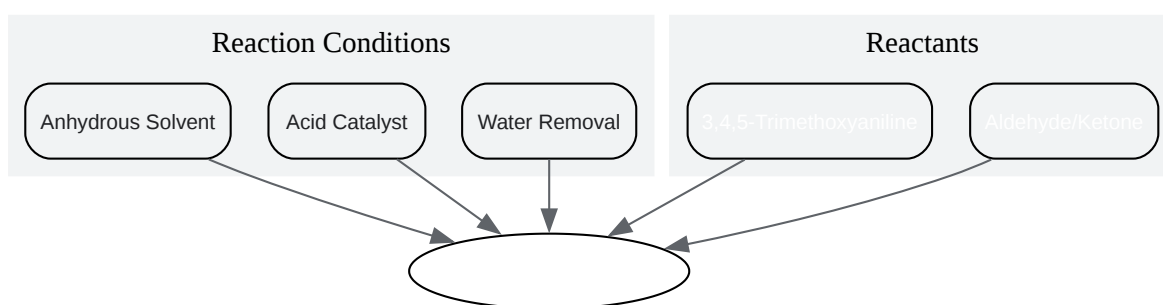 Reaction Conditions
Reactants
Anhydrous Solvent
Acid Catalyst
Water Removal
3,4,5-Trimethoxyaniline
Aldehyde/Ketone